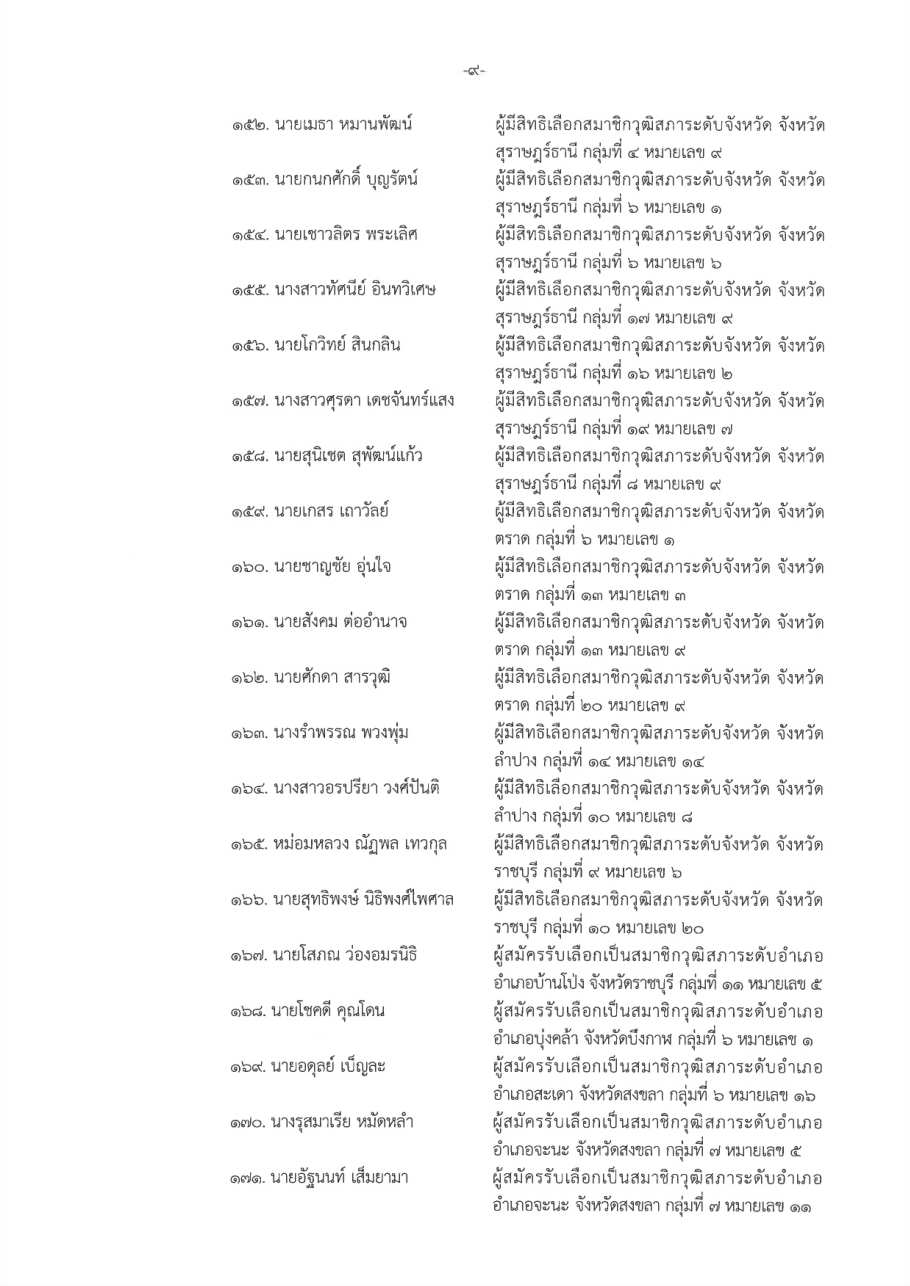 -๙-
๑๕๒. นายเมธา หมานพัฒน์ ผู้มีสิทธิเลือกสมาชิกวุฒิสภาระดับจังหวัด จังหวัด
สุราษฎร์ธานี กลุ่มที่ ๔ หมายเลข ๙
๑๕๓. นายกนกศักดิ์ บุญรัตน์ ผู้มีสิทธิเลือกสมาชิกวุฒิสภาระดับจังหวัด จังหวัด
สุราษฎร์ธานี กลุ่มที่ ๖ หมายเลข ๑
๑๕๔. นายเชาวลิตร พระเลิศ ผู้มีสิทธิเลือกสมาชิกวุฒิสภาระดับจังหวัด จังหวัด
สุราษฎร์ธานี กลุ่มที่ ๖ หมายเลข ๖
๑๕๕. นางสาวทัศนีย์ อินทวิเศษ ผู้มีสิทธิเลือกสมาชิกวุฒิสภาระดับจังหวัด จังหวัด
สุราษฎร์ธานี กลุ่มที่ ๑๗ หมายเลข ๙
๑๕๖. นายโกวิทย์ สินกลิน ผู้มีสิทธิเลือกสมาชิกวุฒิสภาระดับจังหวัด จังหวัด
สุราษฎร์ธานี กลุ่มที่ ๑๖ หมายเลข ๒
๑๕๗. นางสาวศุรดา เดชจันทร์แสง ผู้มีสิทธิเลือกสมาชิกวุฒิสภาระดับจังหวัด จังหวัด
สุราษฎร์ธานี กลุ่มที่ ๑๙ หมายเลข ๗
๑๕๘. นายสุนิเชต สุพัฒน์แก้ว ผู้มีสิทธิเลือกสมาชิกวุฒิสภาระดับจังหวัด จังหวัด
สุราษฎร์ธานี กลุ่มที่ ๘ หมายเลข ๙
๑๕๙. นายเกสร เถาวัลย์ ผู้มีสิทธิเลือกสมาชิกวุฒิสภาระดับจังหวัด จังหวัด
ตราด กลุ่มที่ ๖ หมายเลข ๑
๑๖๐. นายชาญชัย อุ่นใจ ผู้มีสิทธิเลือกสมาชิกวุฒิสภาระดับจังหวัด จังหวัด
ตราด กลุ่มที่ ๑๓ หมายเลข ๓
๑๖๑. นายสังคม ต่ออำนาจ ผู้มีสิทธิเลือกสมาชิกวุฒิสภาระดับจังหวัด จังหวัด
ตราด กลุ่มที่ ๑๓ หมายเลข ๙
๑๖๒. นายศักดา สารวุฒิ ผู้มีสิทธิเลือกสมาชิกวุฒิสภาระดับจังหวัด จังหวัด
ตราด กลุ่มที่ ๒๐ หมายเลข ๙
๑๖๓. นางรำพรรณ พวงพุ่ม ผู้มีสิทธิเลือกสมาชิกวุฒิสภาระดับจังหวัด จังหวัด
ลำปาง กลุ่มที่ ๑๔ หมายเลข ๑๔
๑๖๔. นางสาวอรปรียา วงศ์ปันติ ผู้มีสิทธิเลือกสมาชิกวุฒิสภาระดับจังหวัด จังหวัด
ลำปาง กลุ่มที่ ๑๐ หมายเลข ๘
๑๖๕. หม่อมหลวง ณัฏพล เทวกุล ผู้มีสิทธิเลือกสมาชิกวุฒิสภาระดับจังหวัด จังหวัด
ราชบุรี กลุ่มที่ ๙ หมายเลข ๖
๑๖๖. นายสุทธิพงษ์ นิธิพงศ์ไพศาล ผู้มีสิทธิเลือกสมาชิกวุฒิสภาระดับจังหวัด จังหวัด
ราชบุรี กลุ่มที่ ๑๐ หมายเลข ๒๐
๑๖๗. นายโสภณ ว่องอมรนิธิ ผู้สมัครรับเลือกเป็นสมาชิกวุฒิสภาระดับอำเภอ
อำเภอบ้านโป่ง จังหวัดราชบุรี กลุ่มที่ ๑๑ หมายเลข ๕
๑๖๘. นายโชคดี คุณโดน ผู้สมัครรับเลือกเป็นสมาชิกวุฒิสภาระดับอำเภอ
อำเภอบุ่งคล้า จังหวัดบึงกาฬ กลุ่มที่ ๖ หมายเลข ๑
๑๖๙. นายอดุลย์ เบ็ญละ ผู้สมัครรับเลือกเป็นสมาชิกวุฒิสภาระดับอำเภอ
อำเภอสะเดา จังหวัดสงขลา กลุ่มที่ ๖ หมายเลข ๑๖
๑๗๐. นางรุสมาเรีย หมัดหลำ ผู้สมัครรับเลือกเป็นสมาชิกวุฒิสภาระดับอำเภอ
อำเภอจะนะ จังหวัดสงขลา กลุ่มที่ ๗ หมายเลข ๕
๑๗๑. นายอัฐนนท์ เส็มยามา ผู้สมัครรับเลือกเป็นสมาชิกวุฒิสภาระดับอำเภอ
อำเภอจะนะ จังหวัดสงขลา กลุ่มที่ ๗ หมายเลข ๑๑